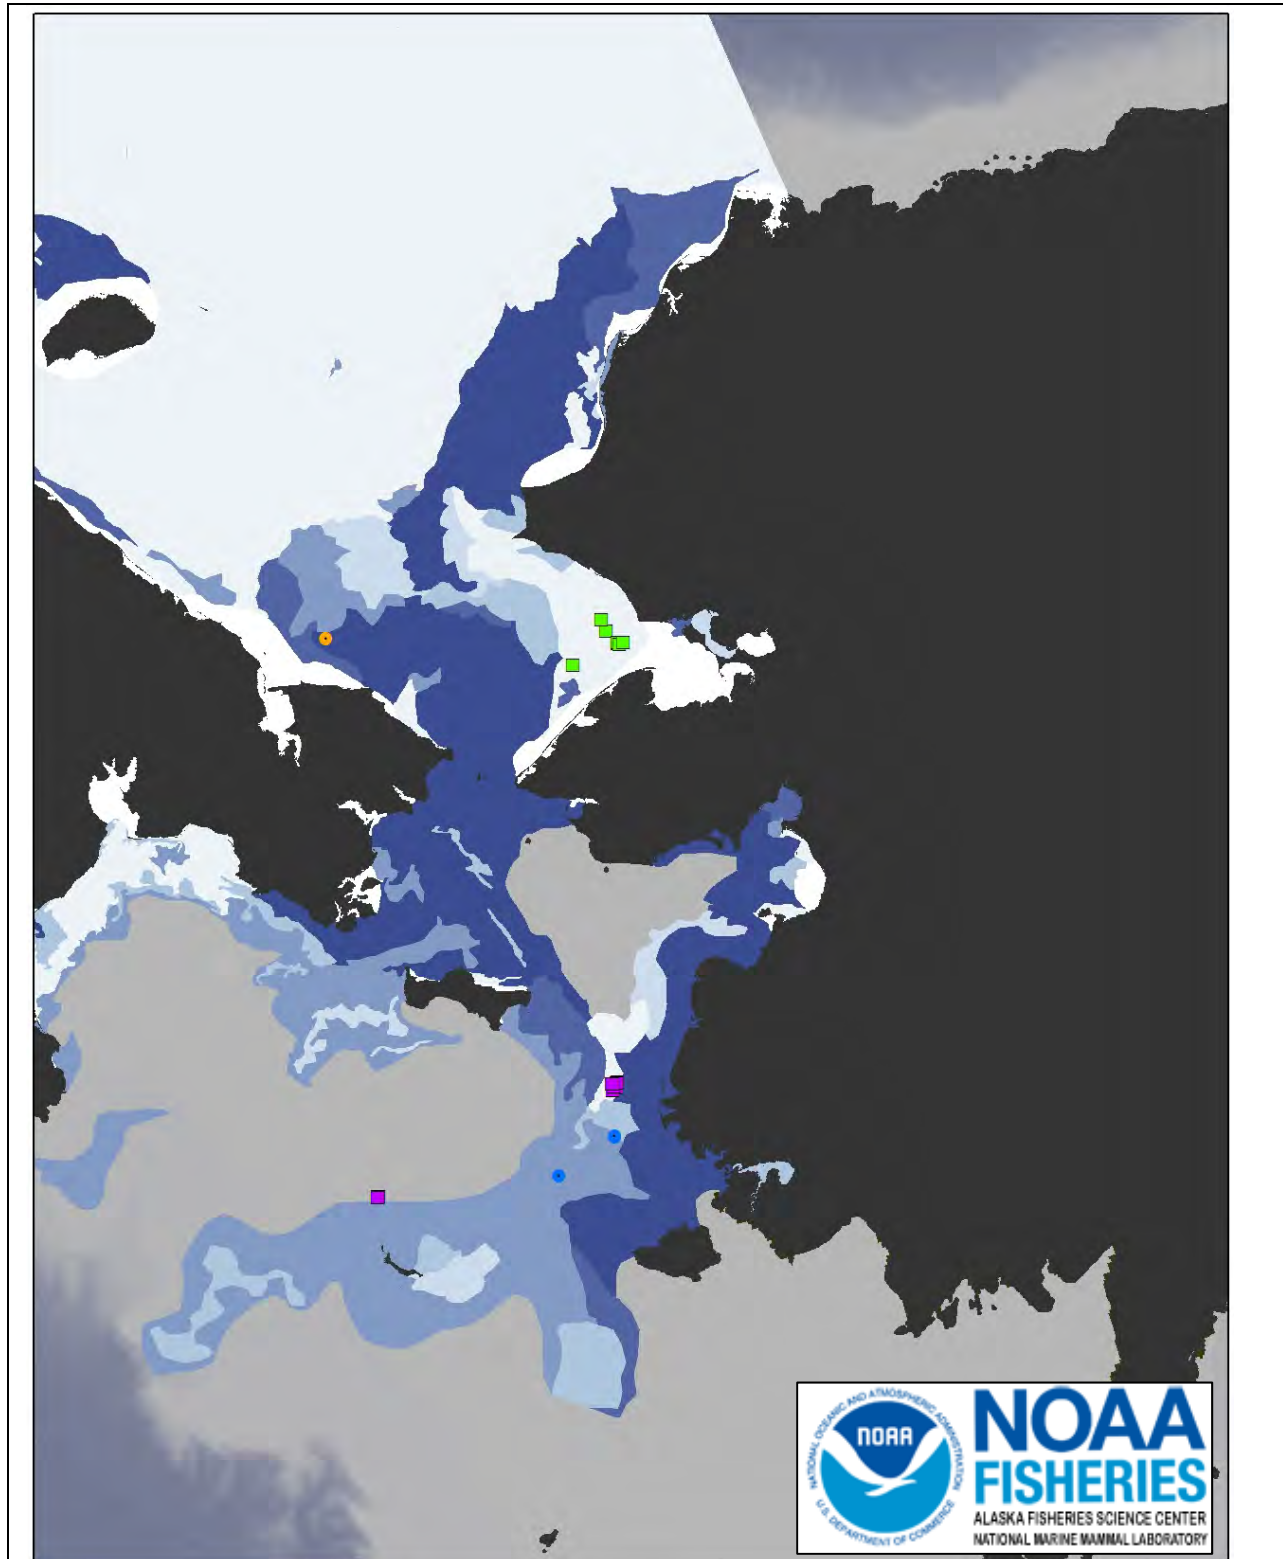 NATIONAL OCEANIC AND ATMOSPHERIC ADMINISTRATION
NOAA
U.S. DEPARTMENT OF COMMERCE
NOAA
FISHERIES
ALASKA FISHERIES SCIENCE CENTER
NATIONAL MARINE MAMMAL LABORATORY